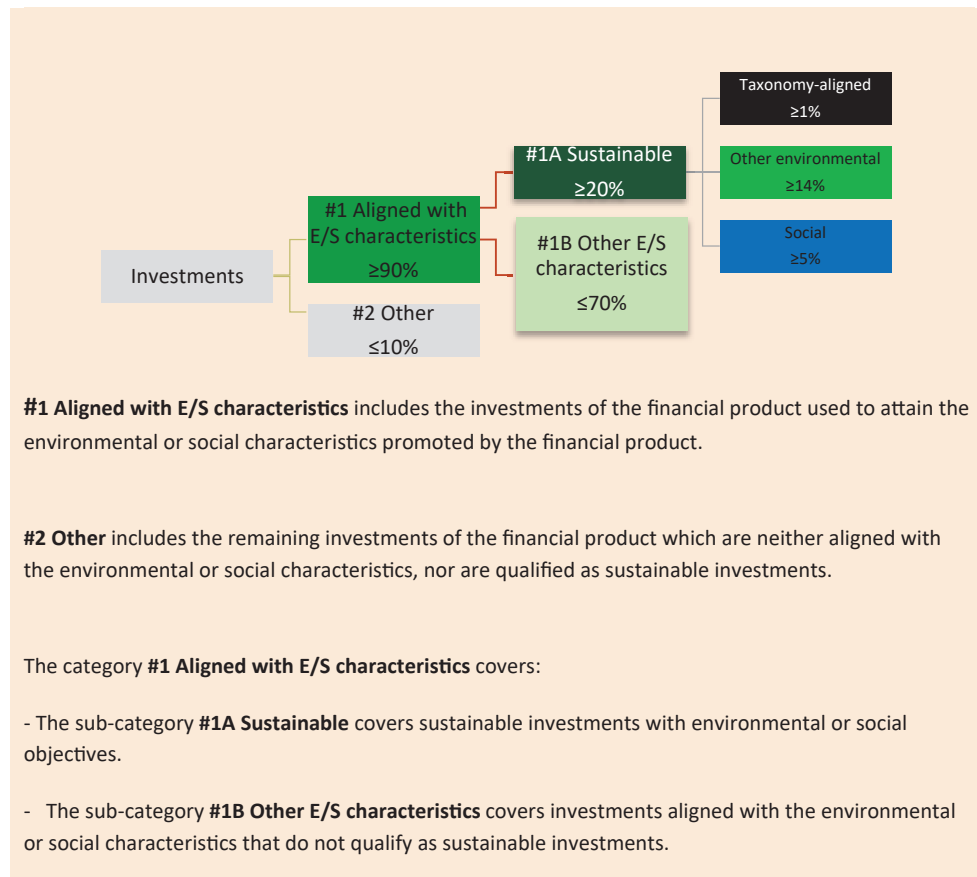 Taxonomy-aligned
≥1%
#1A Sustainable
≥20%
Other environmental
≥14%
#1 Aligned with
E/S characteristics
≥90%
Social
≥5%
#1B Other E/S
characteristics
≤70%
Investments
#2 Other
≤10%
#1 Aligned with E/S characteristics includes the investments of the financial product used to attain the
environmental or social characteristics promoted by the financial product.
#2 Other includes the remaining investments of the financial product which are neither aligned with
the environmental or social characteristics, nor are qualified as sustainable investments.
The category #1 Aligned with E/S characteristics covers:
- The sub-category #1A Sustainable covers sustainable investments with environmental or social
objectives.
- The sub-category #1B Other E/S characteristics covers investments aligned with the environmental
or social characteristics that do not qualify as sustainable investments.